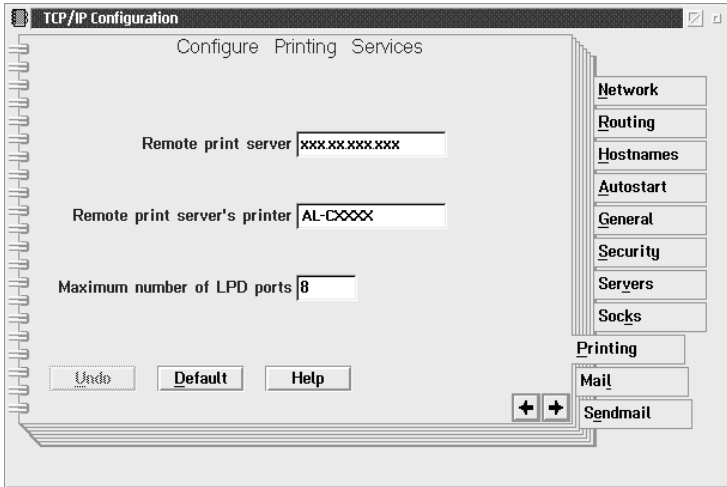 TCP/IP Configuration
Configure Printing Services
Remote print server xxx.xx.xxx.xxx
Remote print server's printer AL-CXXXX
Maximum number of LPD ports 8
Undo Default Help
Network
Routing
Hostnames
Autostart
General
Security
Servers
Socks
Printing
Mail
Sendmail